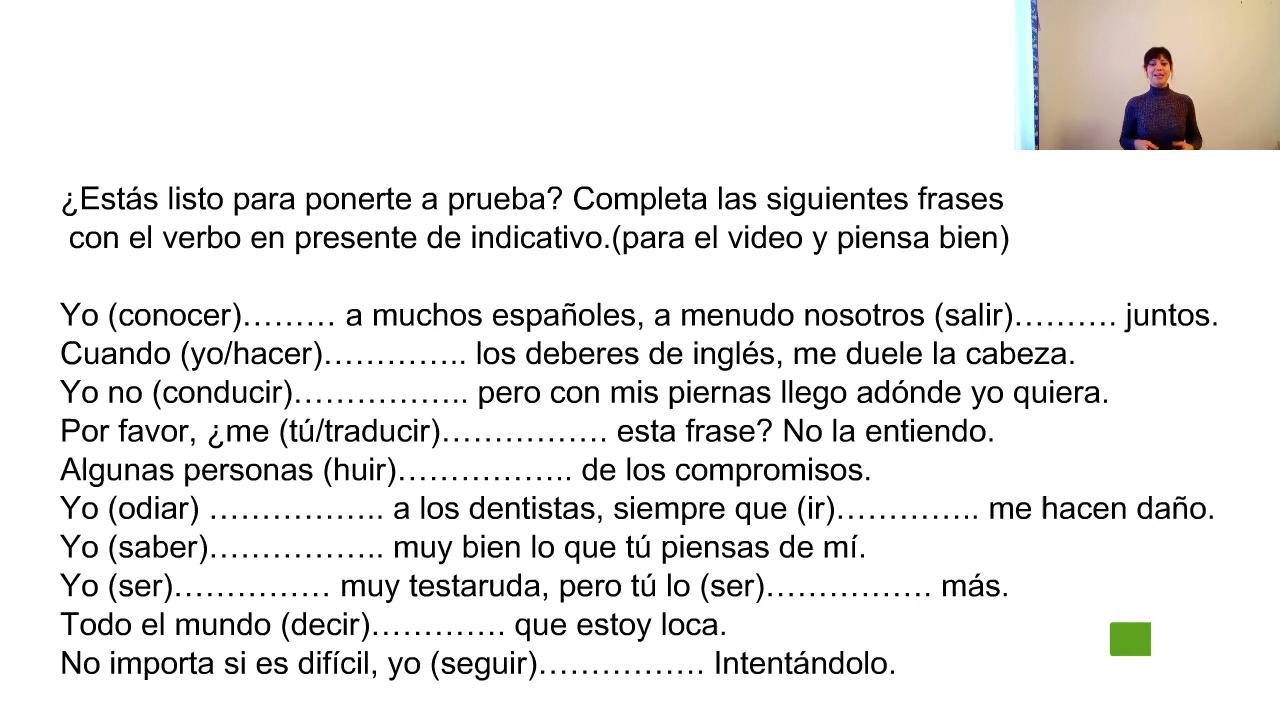 ¿Estás listo para ponerte a prueba? Completa las siguientes frases
con el verbo en presente de indicativo.(para el video y piensa bien)
Yo (conocer)……… a muchos españoles, a menudo nosotros (salir)………. juntos.
Cuando (yo/hacer)………….. los deberes de inglés, me duele la cabeza.
Yo no (conducir)…………….. pero con mis piernas llego adónde yo quiera.
Por favor, ¿me (tú/traducir)……………. esta frase? No la entiendo.
Algunas personas (huir)…………….. de los compromisos.
Yo (odiar) …………….. a los dentistas, siempre que (ir)………….. me hacen daño.
Yo (saber)…………….. muy bien lo que tú piensas de mí.
Yo (ser)…………… muy testaruda, pero tú lo (ser)……………. más.
Todo el mundo (decir)…………. que estoy loca.
No importa si es difícil, yo (seguir)……………. Intentándolo.